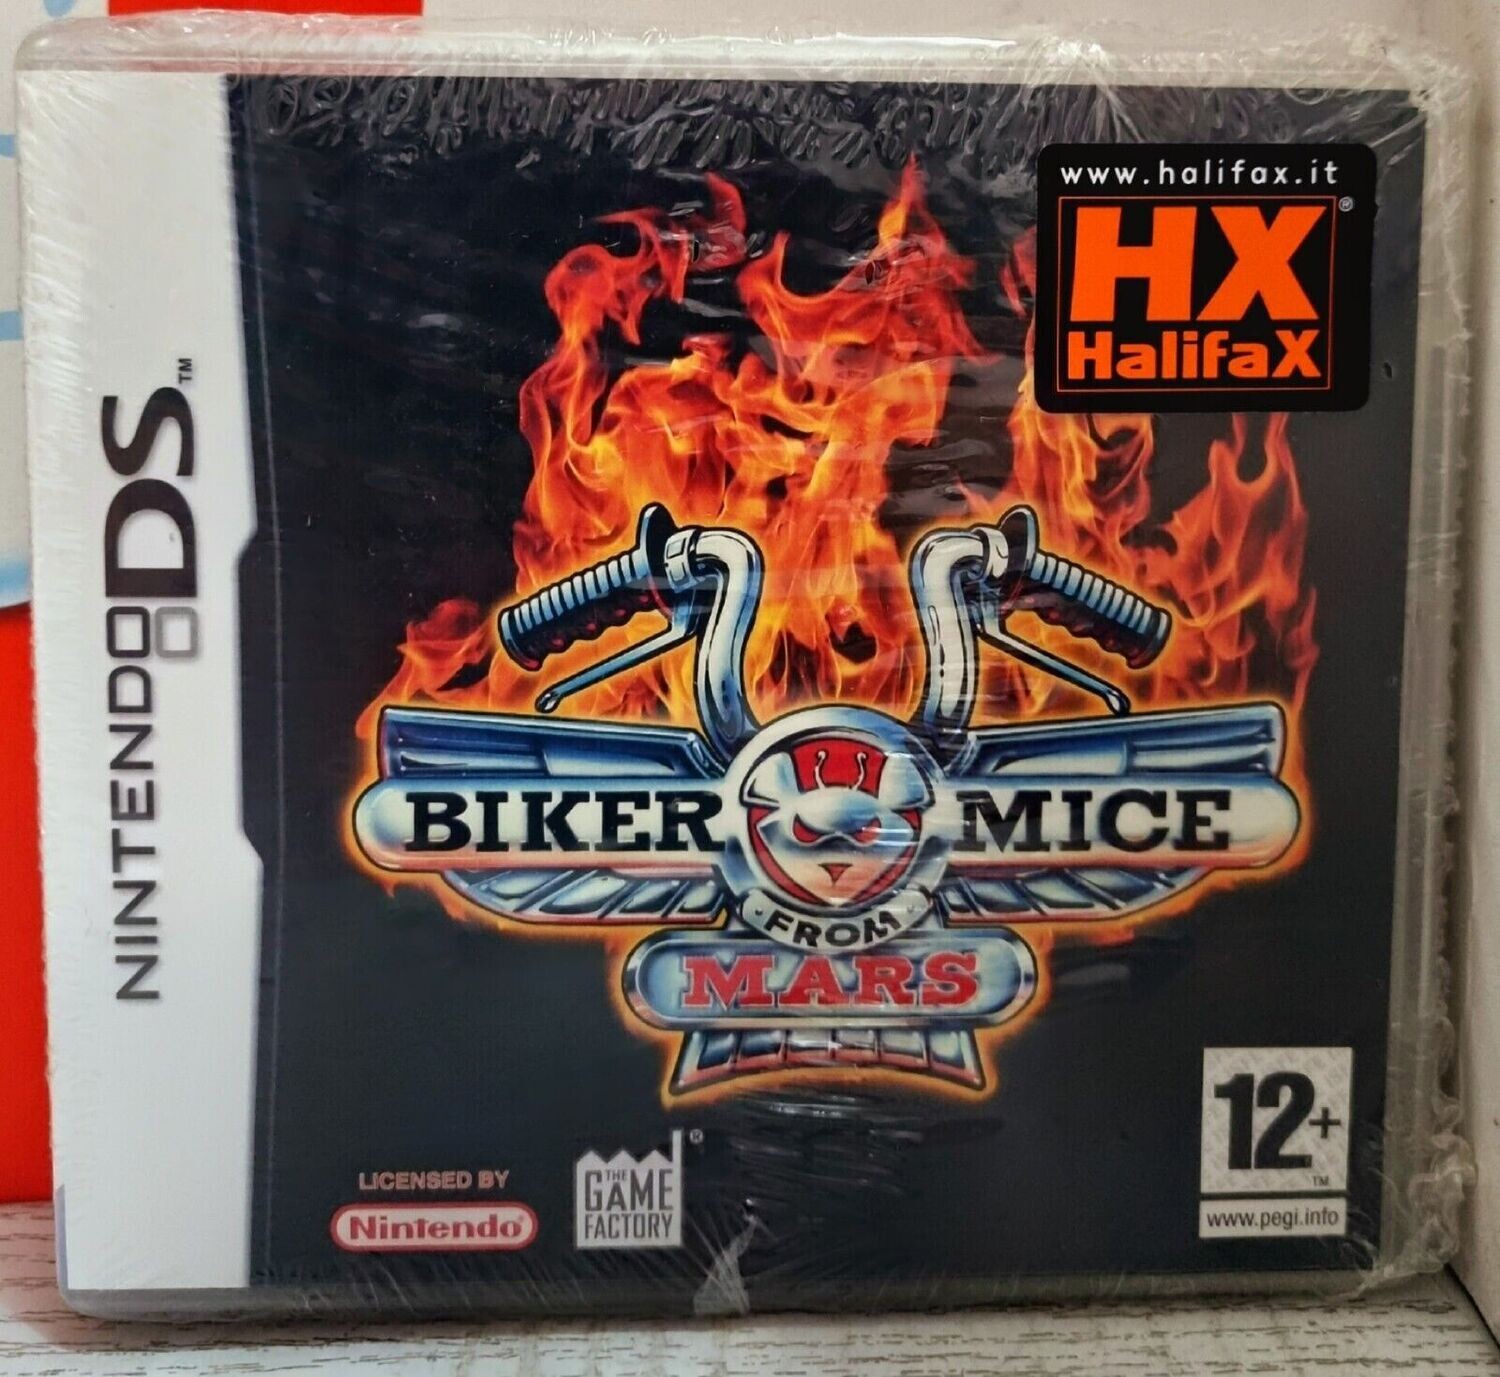 www.halifax.it
HX®
HalifaX
NINTENDO DS™
BIKER MICE
FROM
MARS
LICENSED BY
Nintendo®
THE
GAME
FACTORY
®
12+
™
www.pegi.info